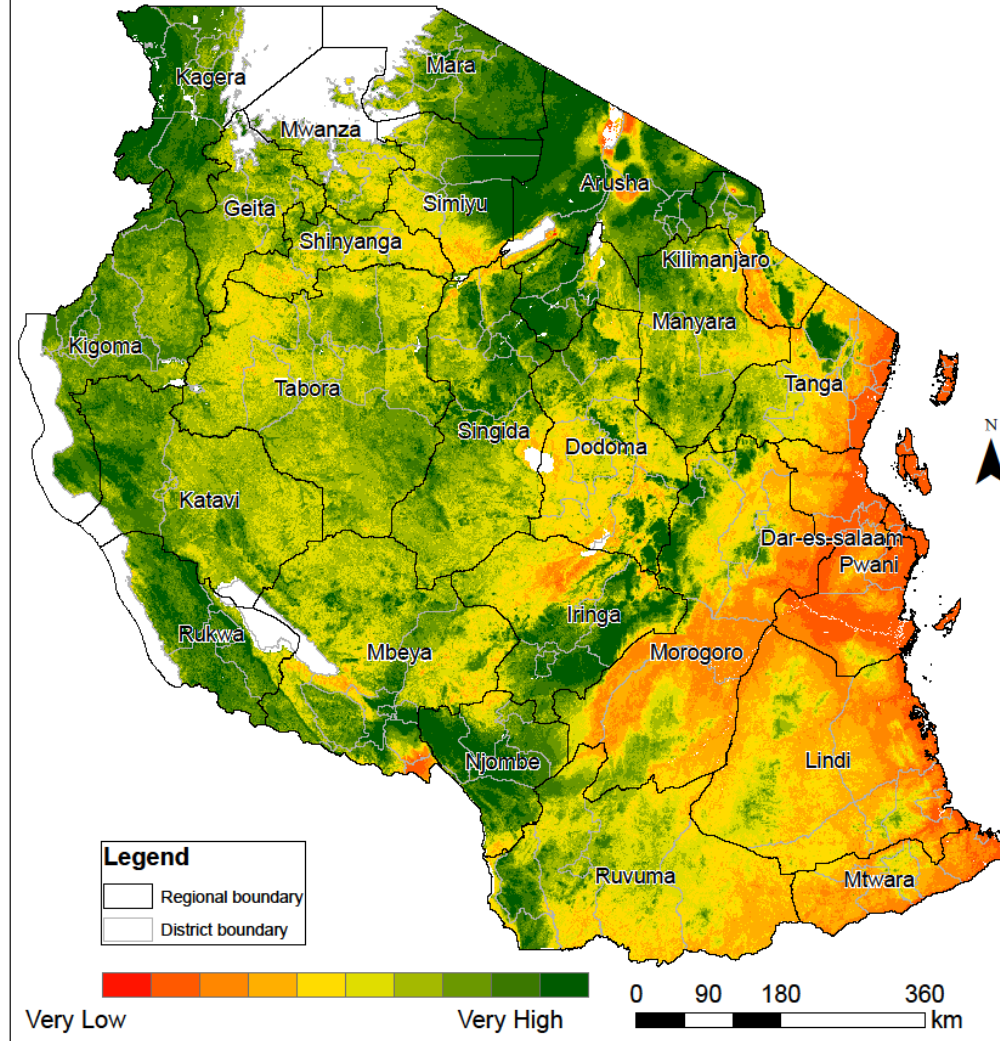 Kagera
Mara
Mwanza
Arusha
Geita
Simiyu
Shinyanga
Kilimanjaro
Manyara
Kigoma
Tabora
Tanga
Singida
Dodoma
N
Katavi
Dar-es-salaam
Pwani
Iringa
Rukwa
Mbeya
Morogoro
Njombe
Lindi
Ruvuma
Mtwara
Legend
Regional boundary
District boundary
Very Low
Very High
0 90 180 360
km